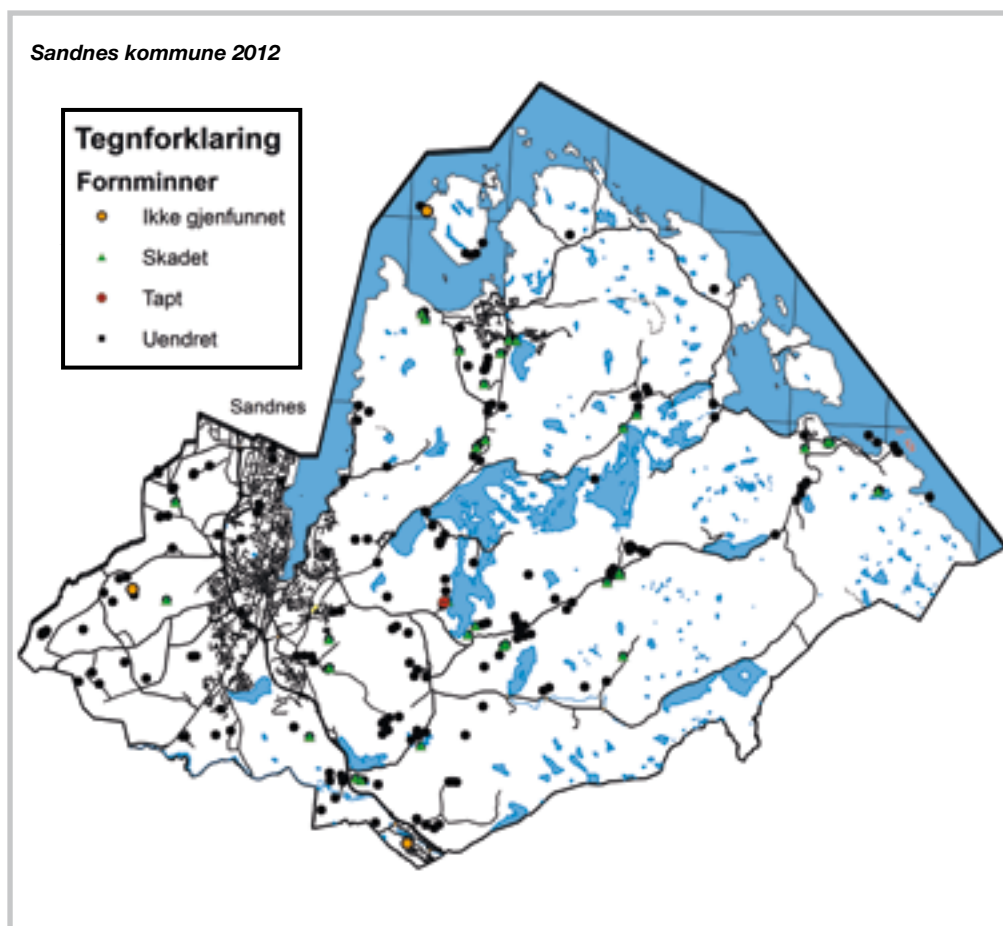 Sandnes kommune 2012
Tegnforklaring
Fornminner
Ikke gjenfunnet
Skadet
Tapt
Uendret
Sandnes